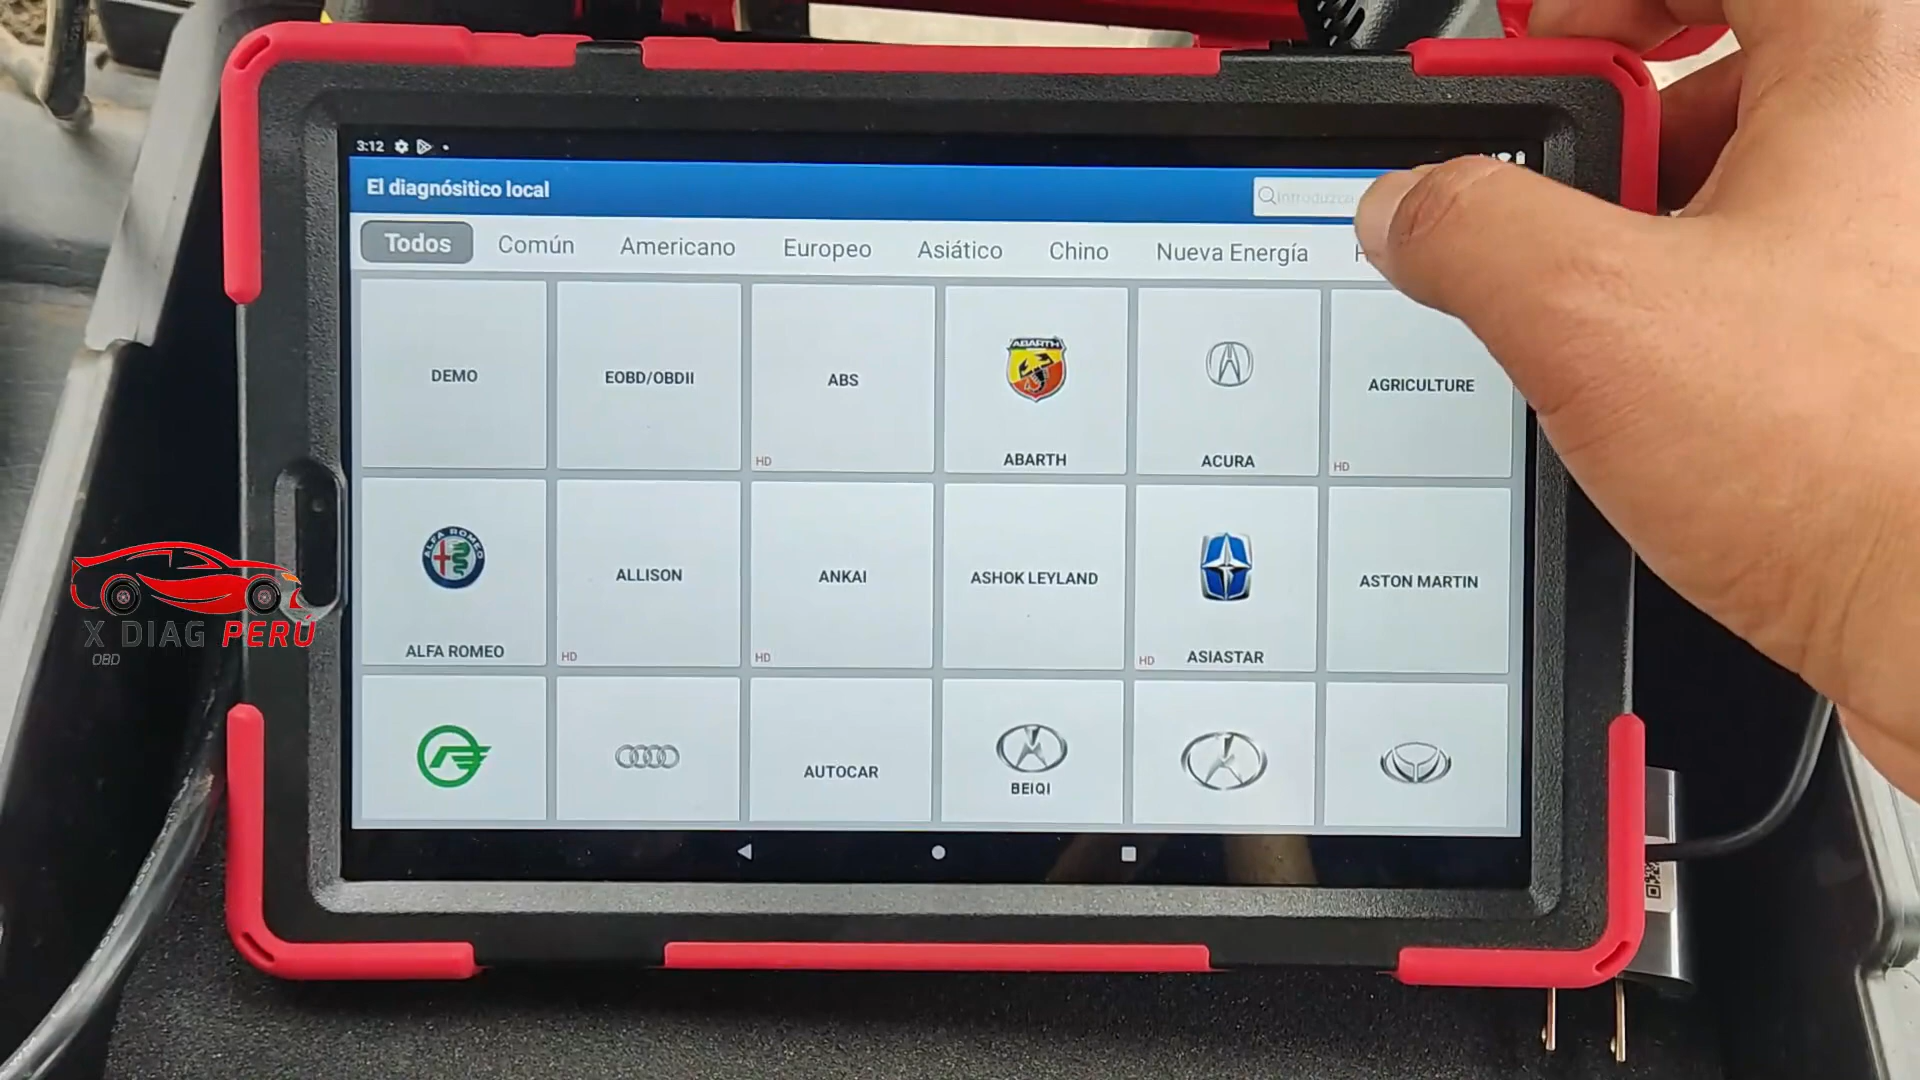 3:12
El diagnósitico local
Introduzca
Todos Común Americano Europeo Asiático Chino Nueva Energía
DEMO
EOBD/OBDII
ABS
HD
ABARTH
ABARTH
ACURA
AGRICULTURE
HD
ALFA ROMEO
ALFA ROMEO
ALLISON
HD
ANKAI
HD
ASHOK LEYLAND
HD
ASIASTAR
ASTON MARTIN
AUTOCAR
BEIQI
X DIAG PERÚ
OBD